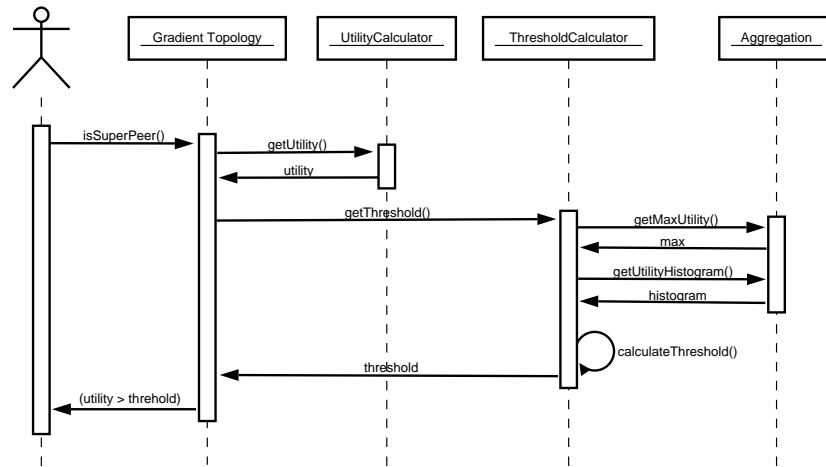 Gradient Topology
UtilityCalculator
ThresholdCalculator
Aggregation
isSuperPeer()
getUtility()
utility
getThreshold()
getMaxUtility()
max
getUtilityHistogram()
histogram
calculateThreshold()
threshold
(utility > threhold)